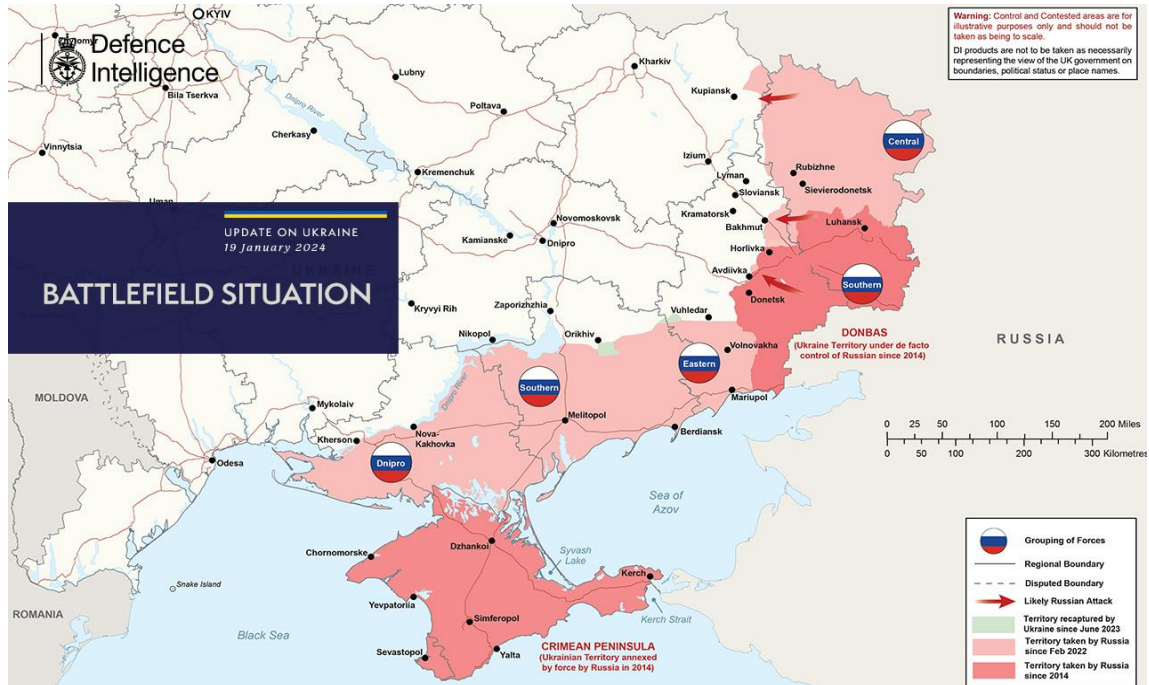 KYIV
Defence
Intelligence
Warning: Control and Contested areas are for
illustrative purposes only and should not be
taken as being to scale.
DI products are not to be taken as necessarily
representing the view of the UK government on
boundaries, political status or place names.
Bila Tserkva
Lubny
Kharkiv
Kupiansk
Poltava
Dnipro River
Cherkasy
Vinnytsia
Central
Izium
Rubizhne
Kremenchuk
Lyman
Sievierodonetsk
Sloviansk
Uman
Kramatorsk
Bakhmut
Luhansk
Novomoskovsk
Kamianske
Dnipro
Horlivka
Avdiivka
Southern
Donetsk
UPDATE ON UKRAINE
19 January 2024
UKRAINE
BATTLEFIELD SITUATION
Kryvyi Rih
Zaporizhzhia
Vuhledar
Nikopol
Orikhiv
DONBAS
(Ukraine Territory under de facto
control of Russian since 2014)
RUSSIA
Volnovakha
Eastern
Southern
Dnipro River
MOLDOVA
Mykolaiv
Mariupol
Melitopol
Kherson
Nova-
Kakhovka
Berdiansk
Odesa
Dnipro
0 25 50 100 150 200 Miles
0 50 100 200 300 Kilometres
Sea of
Azov
Chornomorske
Dzhankoi
Syvash
Lake
Kerch
Snake Island
Yevpatoriia
Kerch Strait
Simferopol
ROMANIA
Black Sea
Sevastopol
Yalta
CRIMEAN PENINSULA
(Ukrainian Territory annexed
by force by Russia in 2014)
Grouping of Forces
Regional Boundary
Disputed Boundary
Likely Russian Attack
Territory recaptured by
Ukraine since June 2023
Territory taken by Russia
since Feb 2022
Territory taken by Russia
since 2014